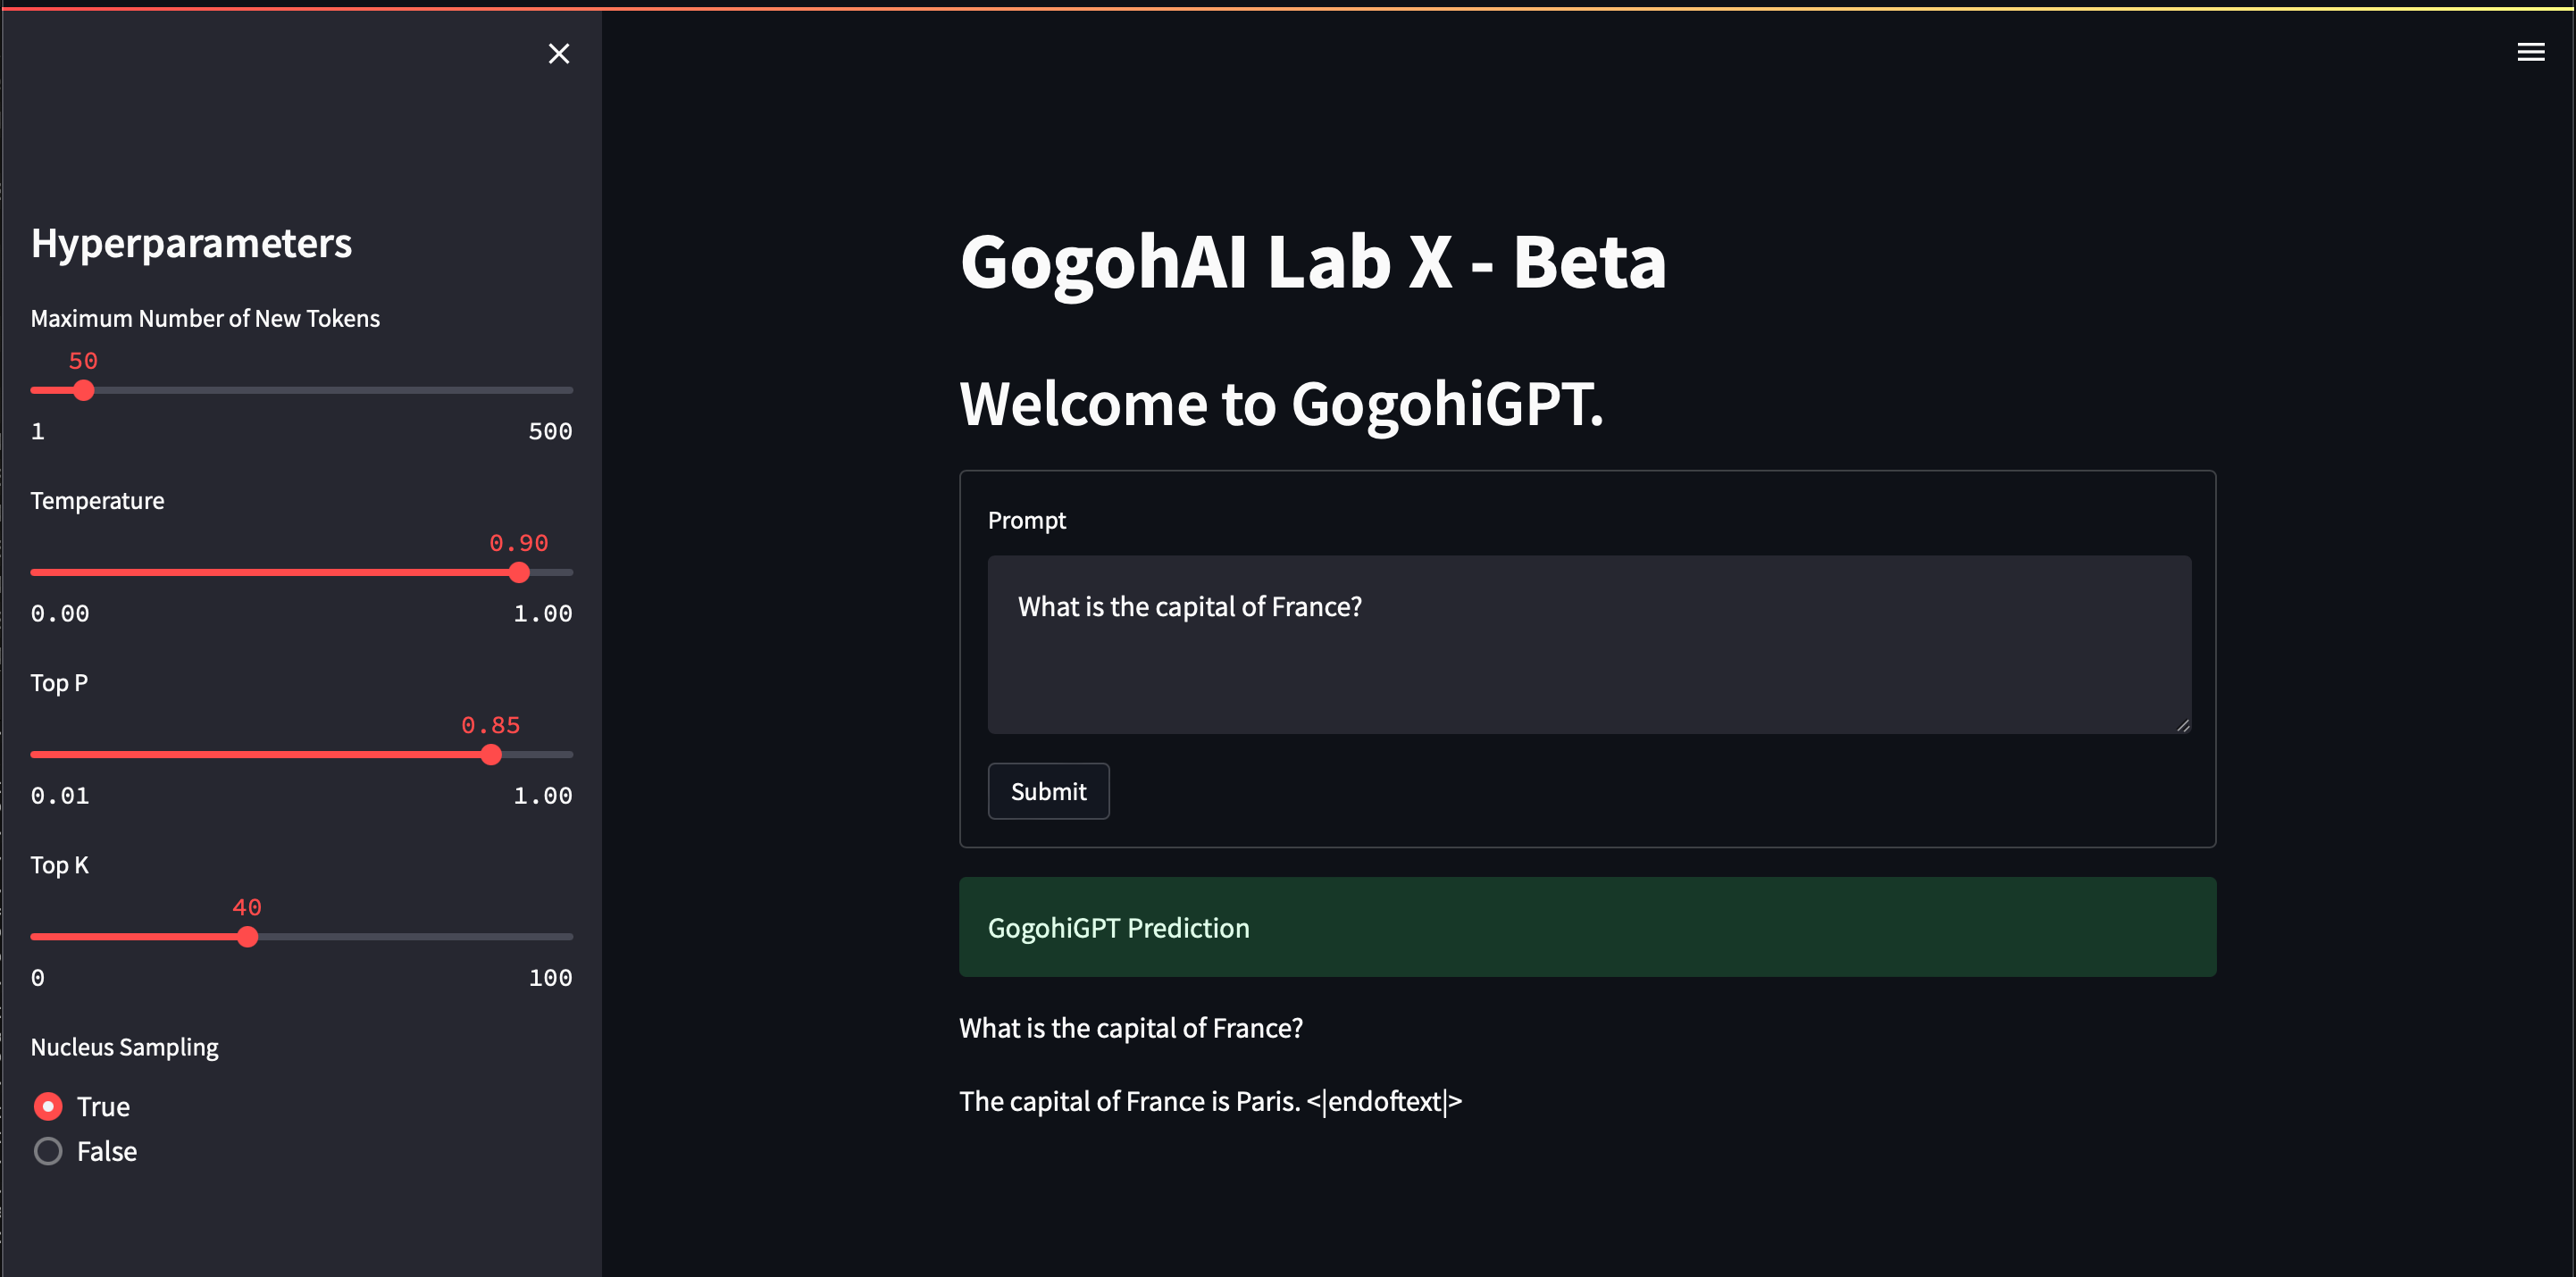 Hyperparameters
Maximum Number of New Tokens
50
1 500
Temperature
0.90
0.00 1.00
Top P
0.85
0.01 1.00
Top K
40
0 100
Nucleus Sampling
True
False
GogohAI Lab X - Beta
Welcome to GogohiGPT.
Prompt
What is the capital of France?
Submit
GogohiGPT Prediction
What is the capital of France?
The capital of France is Paris. <|endoftext|>